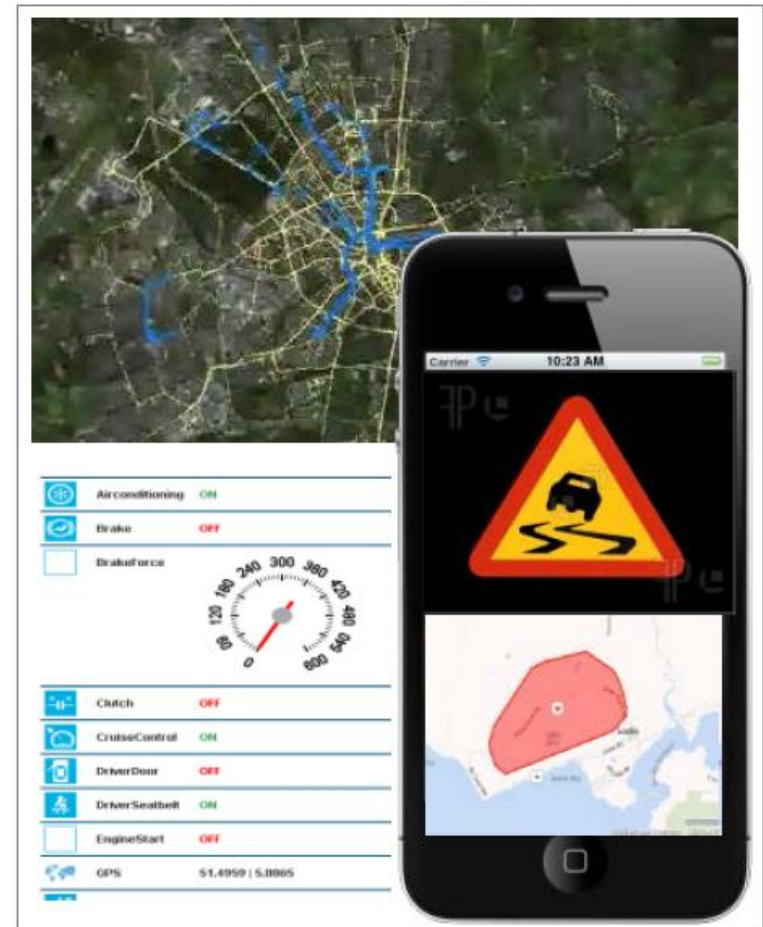 Airconditioning ON
Brake OFF
BrakeForce
0 60 120 180 240 300 360 420 480 540 600
Clutch OFF
CruiseControl ON
DriverDoor OFF
DriverSeatbelt ON
EngineStart OFF
GPS 51,4959 | 5,0865
Carrier 10:23 AM